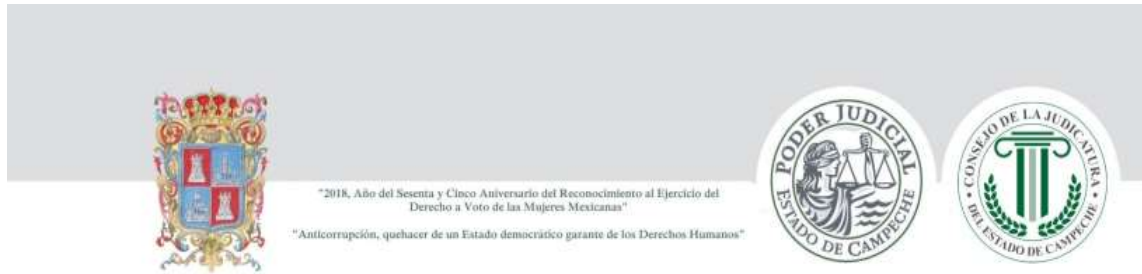 "2018, Año del Sesenta y Cinco Aniversario del Reconocimiento al Ejercicio del
Derecho a Voto de las Mujeres Mexicanas"
"Anticorrupción, quehacer de un Estado democrático garante de los Derechos Humanos"
PODER JUDICIAL
ESTADO DE CAMPECHE
CONSEJO DE LA JUDICATURA
DEL ESTADO DE CAMPECHE